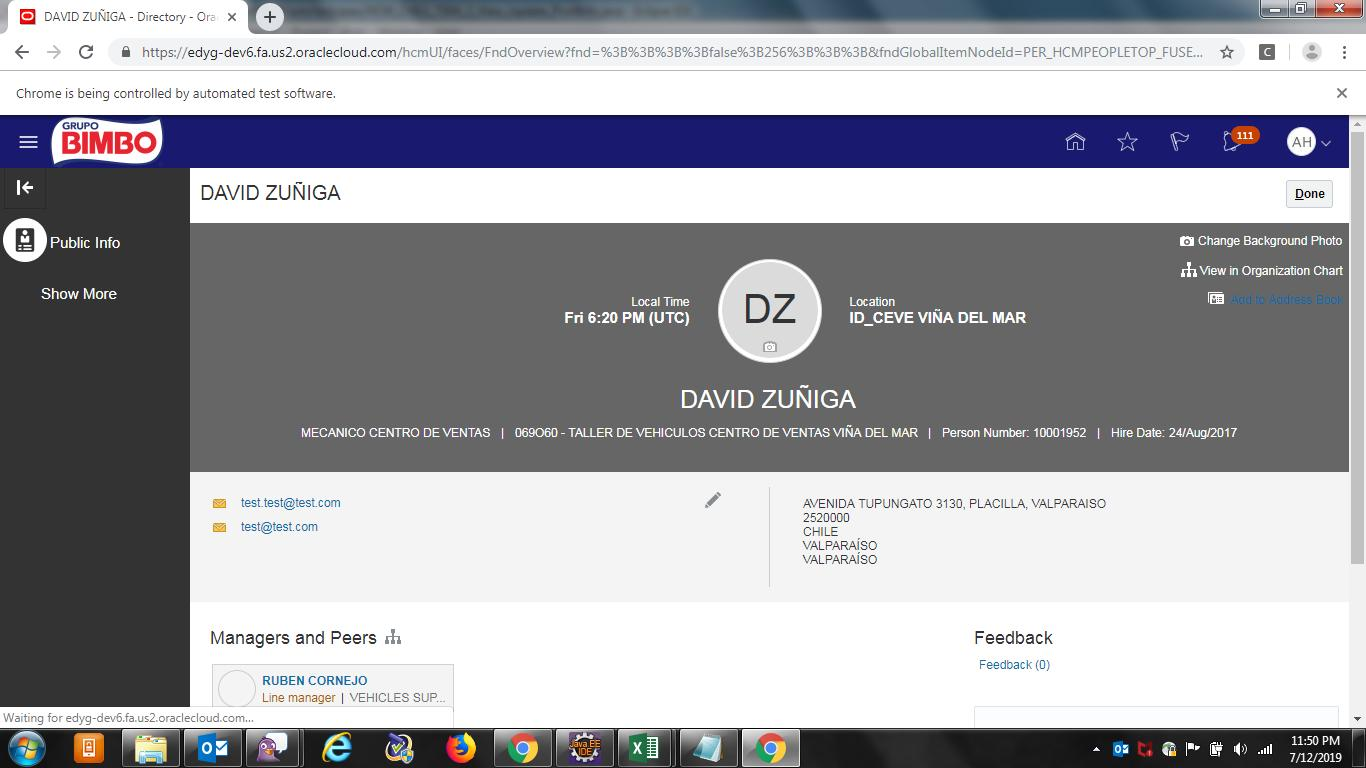 DAVID ZUÑIGA - Directory - Ora
https://edyg-dev6.fa.us2.oraclecloud.com/hcmUI/faces/FndOverview?fnd=%3B%3B%3B%3Bfalse%3B256%3B%3B%3B&fndGlobalItemNodeId=PER_HCMPEOPLETOP_FUSE...
C
Chrome is being controlled by automated test software.
GRUPO
BIMBO
111
AH
DAVID ZUÑIGA
Done
Public Info
Show More
Change Background Photo
View in Organization Chart
Add to Address Book
Local Time
Fri 6:20 PM (UTC)
DZ
Location
ID_CEVE VIÑA DEL MAR
DAVID ZUÑIGA
MECANICO CENTRO DE VENTAS | 069O60 - TALLER DE VEHICULOS CENTRO DE VENTAS VIÑA DEL MAR | Person Number: 10001952 | Hire Date: 24/Aug/2017
test.test@test.com
test@test.com
AVENIDA TUPUNGATO 3130, PLACILLA, VALPARAISO
2520000
CHILE
VALPARAÍSO
VALPARAÍSO
Managers and Peers
RUBEN CORNEJO
Line manager | VEHICLES SUP...
Feedback
Feedback (0)
Waiting for edyg-dev6.fa.us2.oraclecloud.com...
Java EE
IDE
11:50 PM
7/12/2019